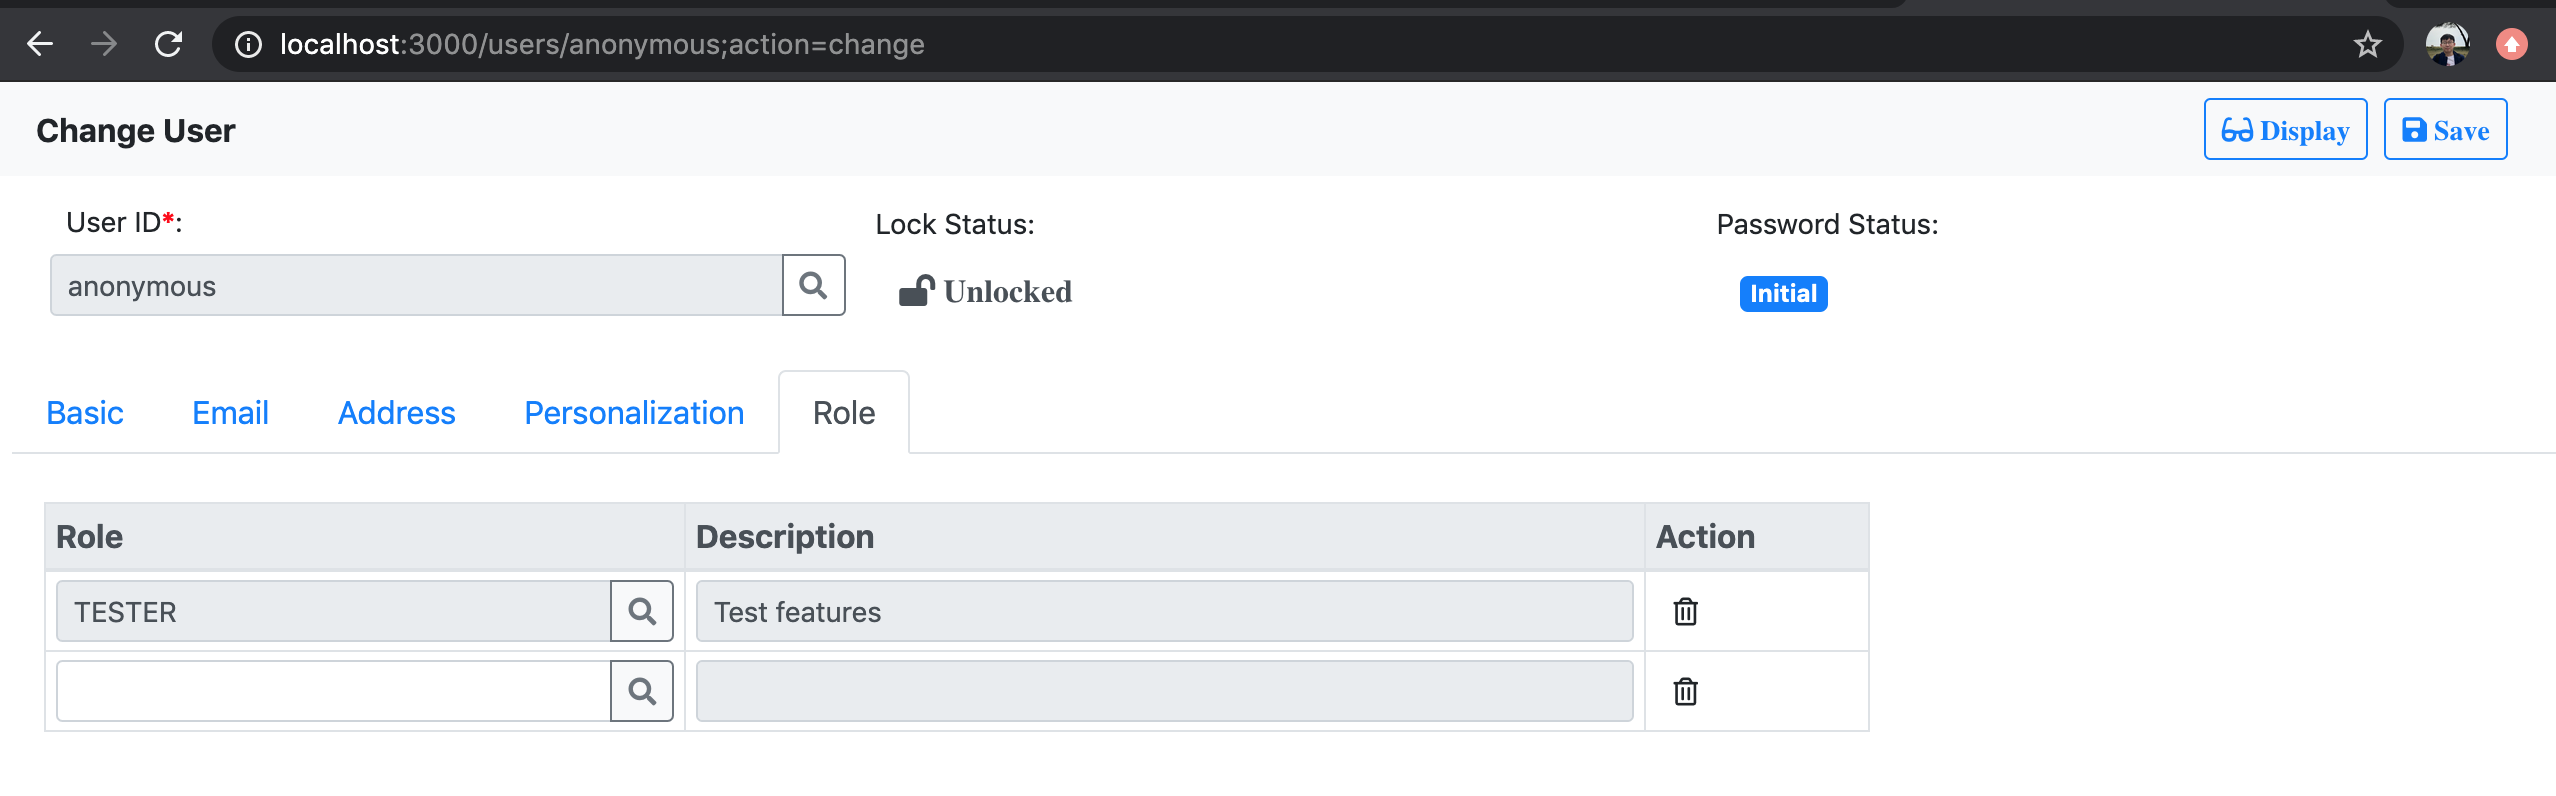 localhost:3000/users/anonymous;action=change
Change User
Display
Save
User ID*:
Lock Status:
Password Status:
anonymous
Unlocked
Initial
Basic
Email
Address
Personalization
Role
Role
Description
Action
TESTER
Test features